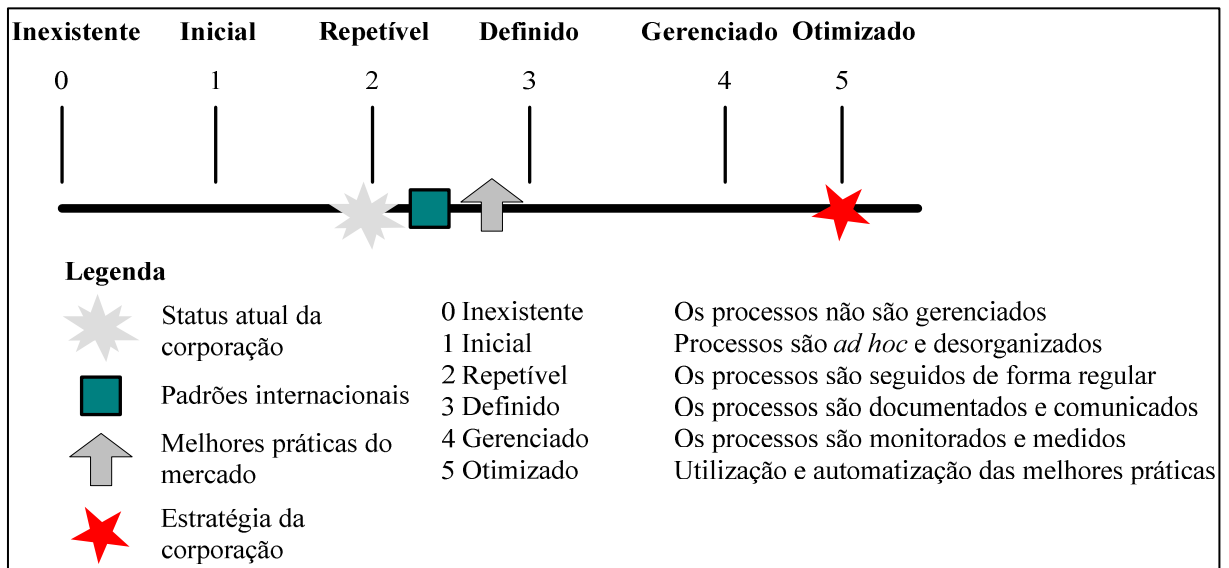 Inexistente Inicial Repetível Definido Gerenciado Otimizado
0 1 2 3 4 5
Legenda
Status atual da
corporação
Padrões internacionais
Melhores práticas do
mercado
Estratégia da
corporação
0 Inexistente Os processos não são gerenciados
1 Inicial Processos são ad hoc e desorganizados
2 Repetível Os processos são seguidos de forma regular
3 Definido Os processos são documentados e comunicados
4 Gerenciado Os processos são monitorados e medidos
5 Otimizado Utilização e automatização das melhores práticas